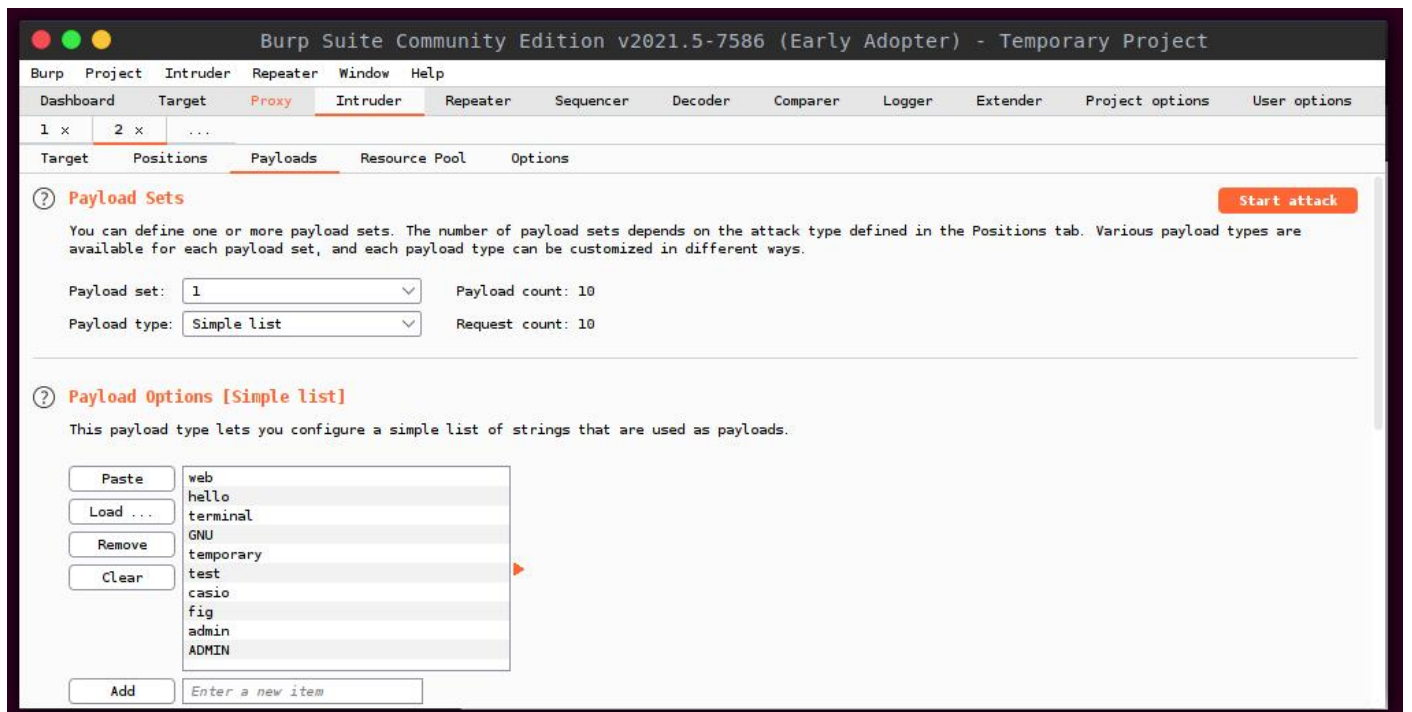 Burp Suite Community Edition v2021.5-7586 (Early Adopter) - Temporary Project
Burp Project Intruder Repeater Window Help
Dashboard Target Proxy Intruder Repeater Sequencer Decoder Comparer Logger Extender Project options User options
1 × 2 × ...
Target Positions Payloads Resource Pool Options
? Payload Sets Start attack
You can define one or more payload sets. The number of payload sets depends on the attack type defined in the Positions tab. Various payload types are
available for each payload set, and each payload type can be customized in different ways.
Payload set: 1 Payload count: 10
Payload type: Simple list Request count: 10
? Payload Options [Simple list]
This payload type lets you configure a simple list of strings that are used as payloads.
Paste
Load ...
Remove
Clear
web
hello
terminal
GNU
temporary
test
casio
fig
admin
ADMIN
Add Enter a new item